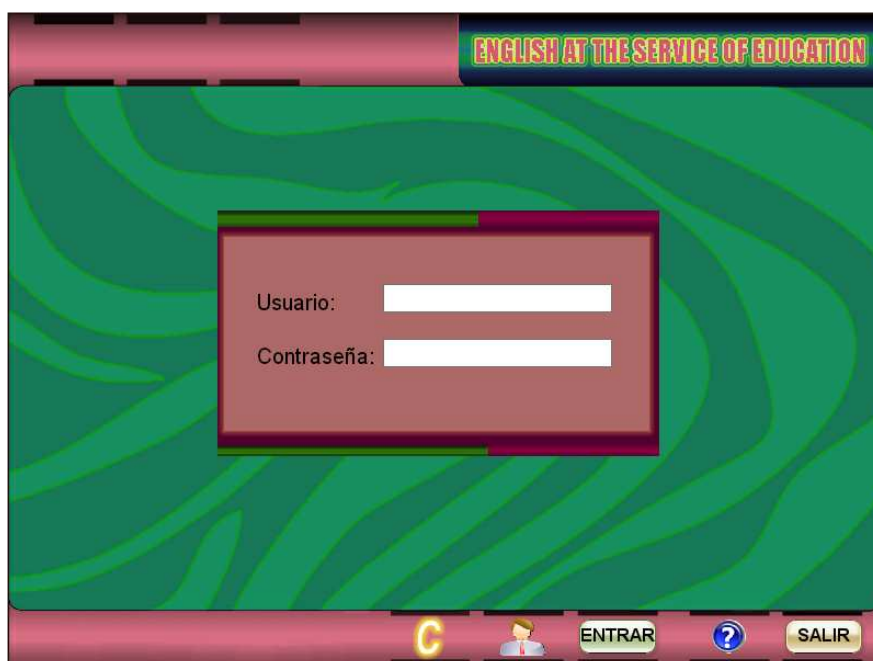 ENGLISH AT THE SERVICE OF EDUCATION
Usuario:
Contraseña:
C
ENTRAR
?
SALIR